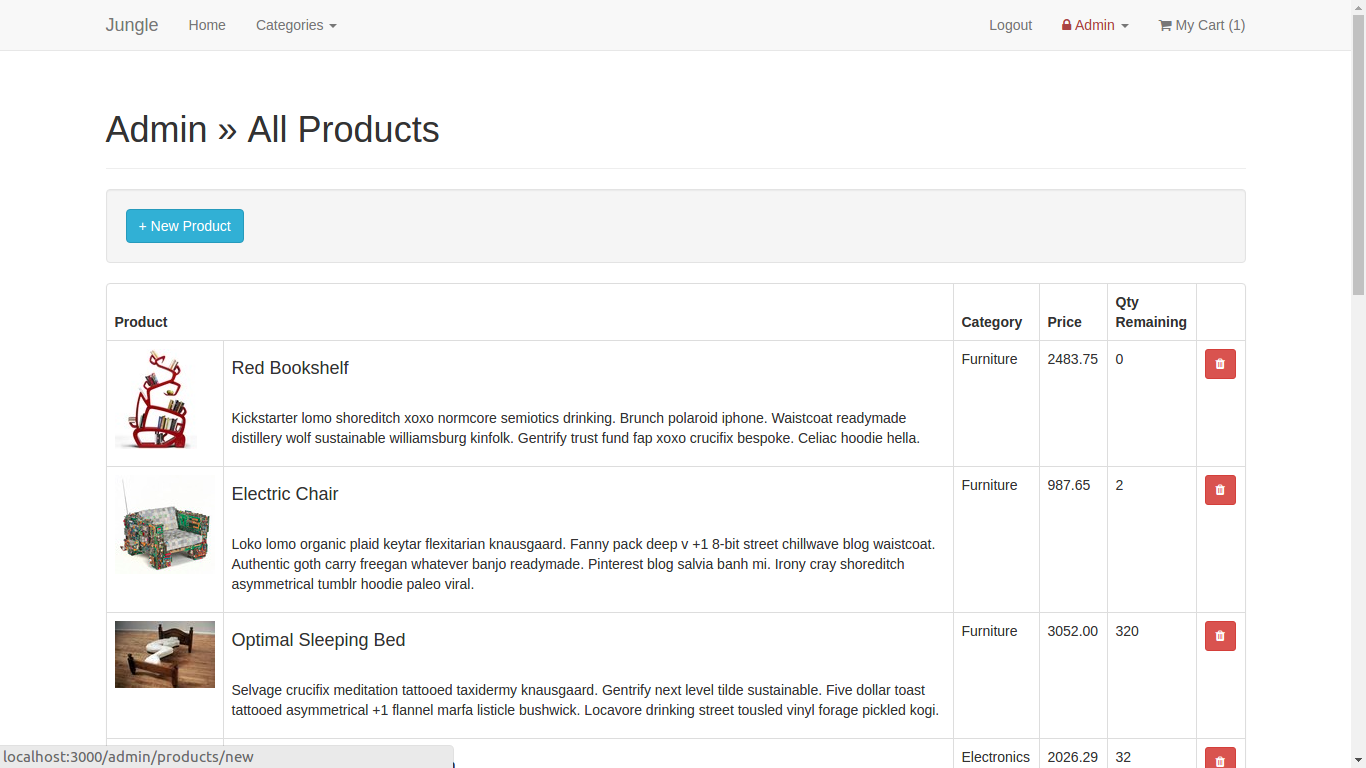 Jungle Home Categories Logout Admin My Cart (1)
Admin » All Products
+ New Product
Product Category Price Qty Remaining
Red Bookshelf Furniture 2483.75 0
Kickstarter lomo shoreditch xoxo normcore semiotics drinking. Brunch polaroid iphone. Waistcoat readymade
distillery wolf sustainable williamsburg kinfolk. Gentrify trust fund fap xoxo crucifix bespoke. Celiac hoodie hella.
Electric Chair Furniture 987.65 2
Loko lomo organic plaid keytar flexitarian knausgaard. Fanny pack deep v +1 8-bit street chillwave blog waistcoat.
Authentic goth carry freegan whatever banjo readymade. Pinterest blog salvia banh mi. Irony cray shoreditch
asymmetrical tumblr hoodie paleo viral.
Optimal Sleeping Bed Furniture 3052.00 320
Selvage crucifix meditation tattooed taxidermy knausgaard. Gentrify next level tilde sustainable. Five dollar toast
tattooed asymmetrical +1 flannel marfa listicle bushwick. Locavore drinking street tousled vinyl forage pickled kogi.
Electronics 2026.29 32
localhost:3000/admin/products/new